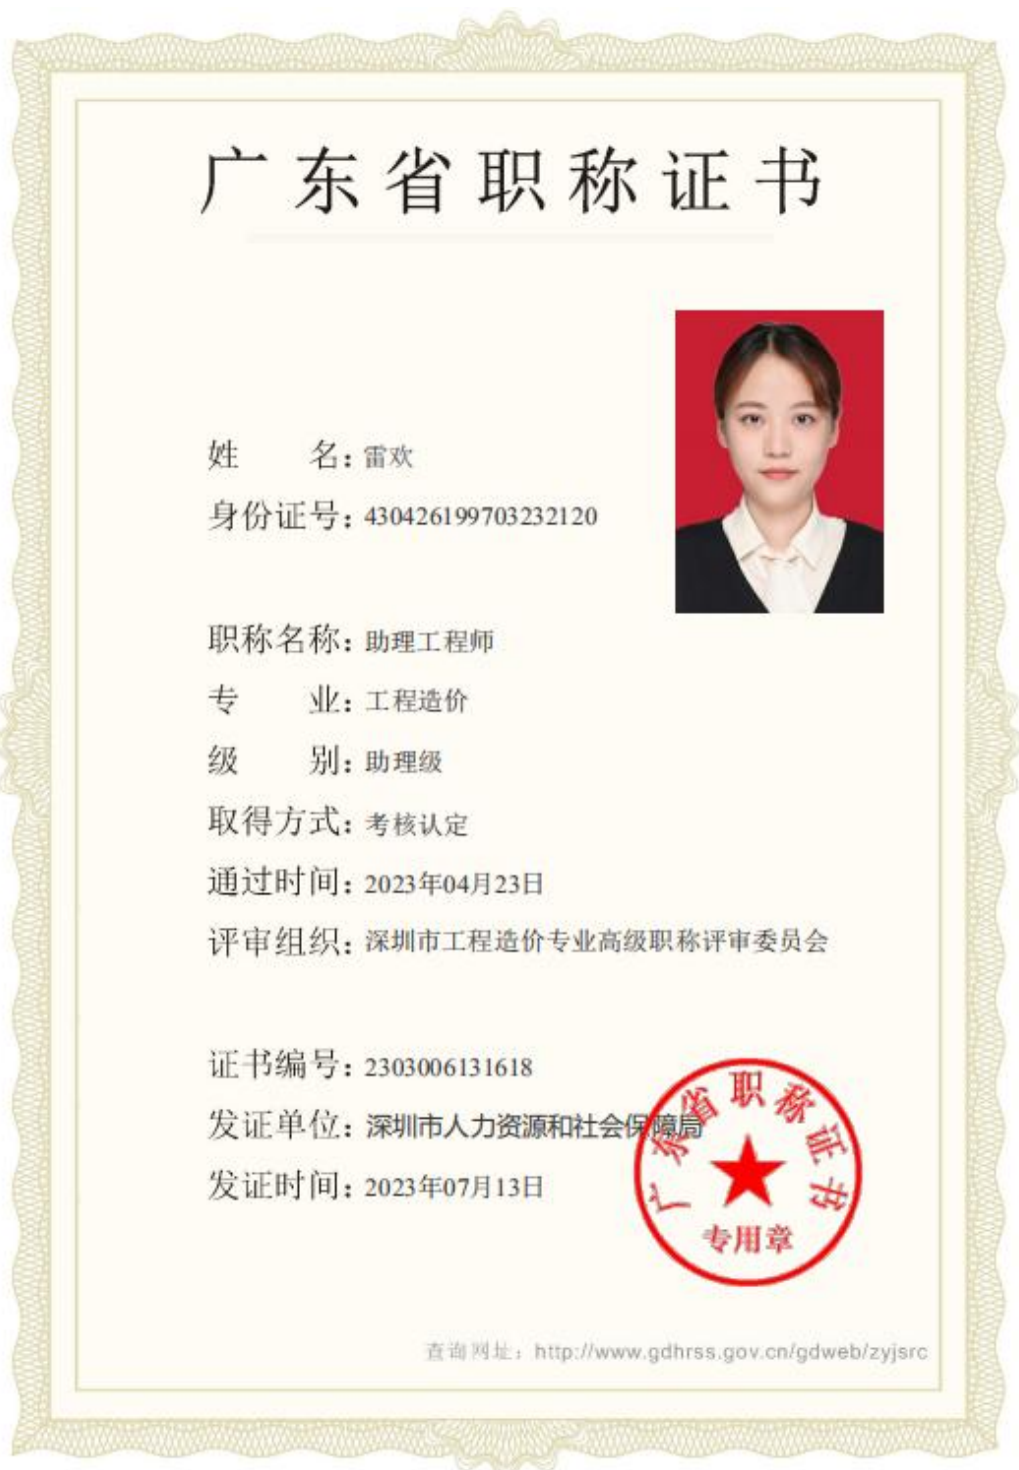 广东省职称证书
姓名：雷欢
身份证号：430426199703232120
职称名称：助理工程师
专业：工程造价
级别：助理级
取得方式：考核认定
通过时间：2023年04月23日
评审组织：深圳市工程造价专业高级职称评审委员会
证书编号：2303006131618
发证单位：深圳市人力资源和社会保障局
发证时间：2023年07月13日
广东省职称证书
专用章
查询网址：http://www.gdhrss.gov.cn/gdweb/zyjsrc